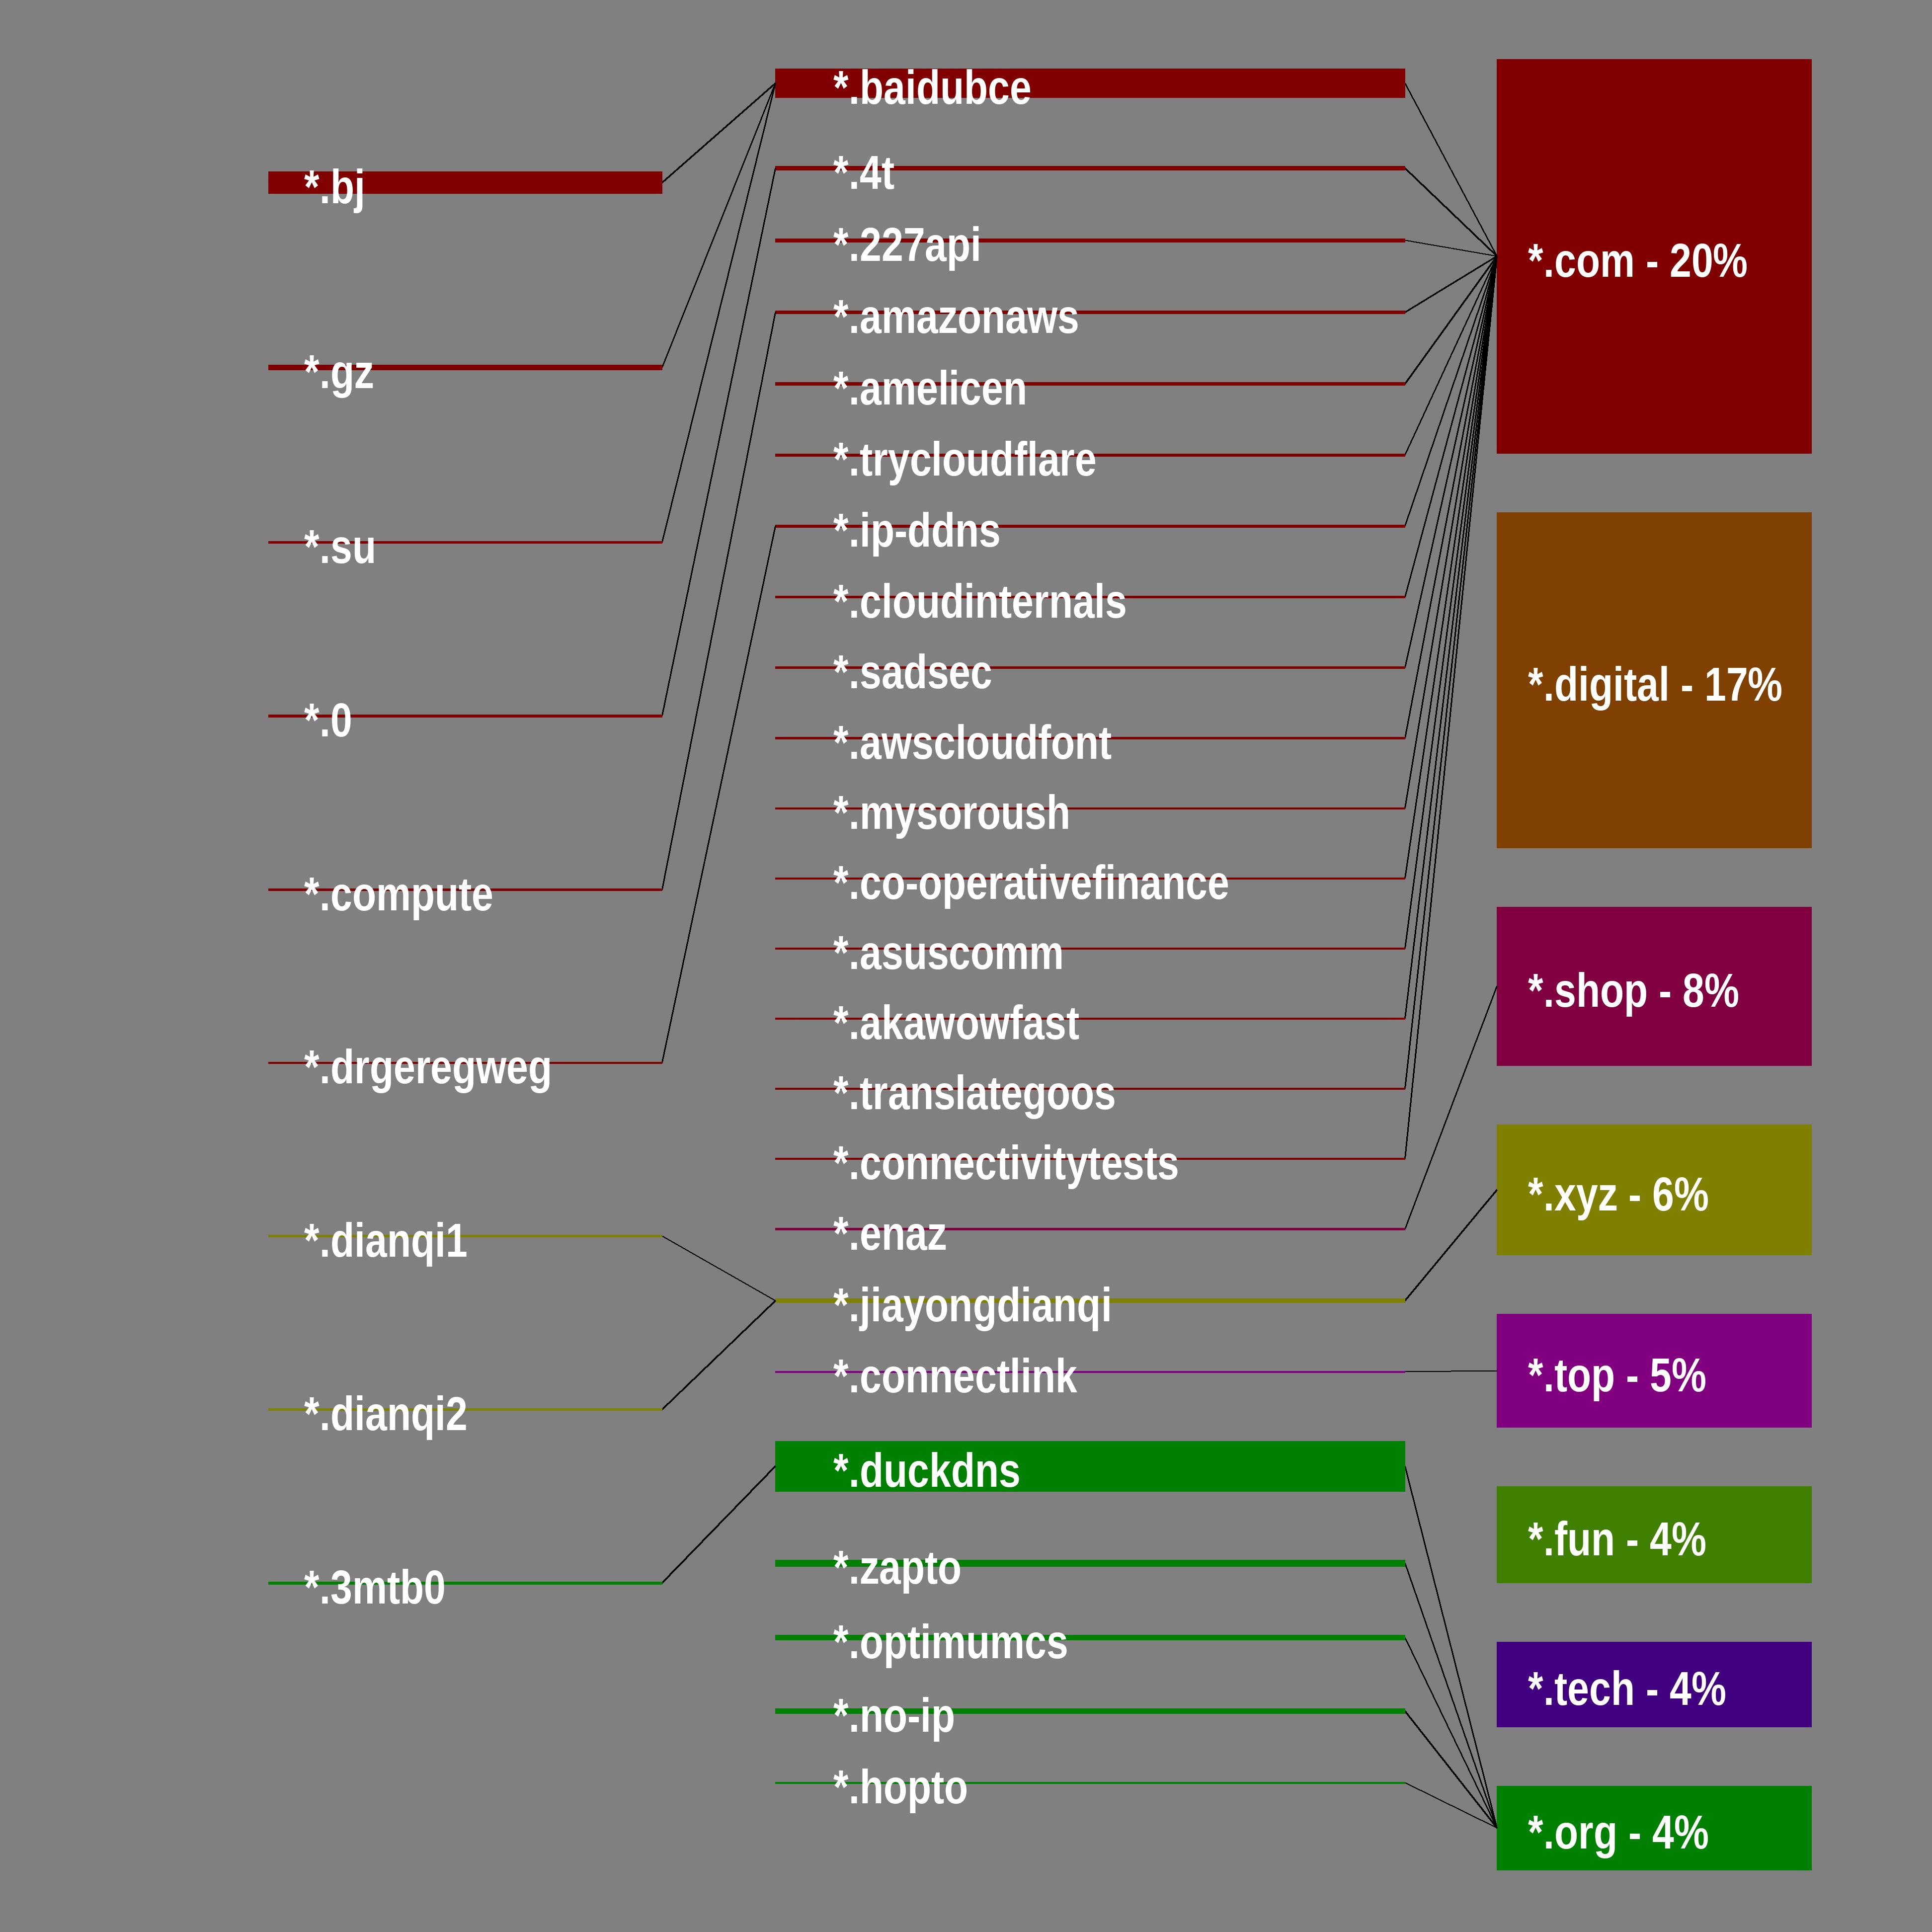 *.bj
*.gz
*.su
*.0
*.compute
*.drgeregweg
*.dianqi1
*.dianqi2
*.3mtb0
*.baidubce
*.4t
*.227api
*.amazonaws
*.amelicen
*.trycloudflare
*.ip-ddns
*.cloudinternals
*.sadsec
*.awscloudfont
*.mysoroush
*.co-operativefinance
*.asuscomm
*.akawowfast
*.translategoos
*.connectivitytests
*.enaz
*.jiayongdianqi
*.connectlink
*.duckdns
*.zapto
*.optimumcs
*.no-ip
*.hopto
*.com - 20%
*.digital - 17%
*.shop - 8%
*.xyz - 6%
*.top - 5%
*.fun - 4%
*.tech - 4%
*.org - 4%